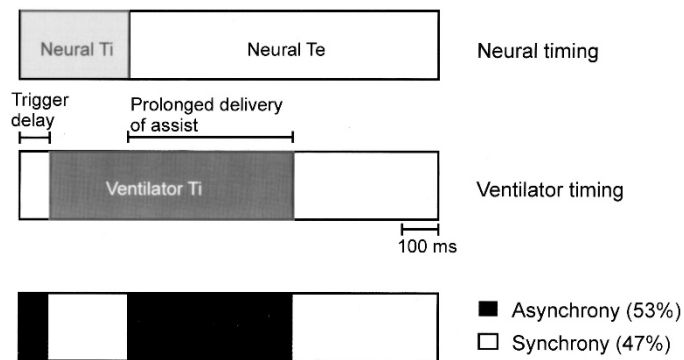 Neural Ti
Neural Te
Neural timing
Trigger
delay
Prolonged delivery
of assist
Ventilator Ti
Ventilator timing
100 ms
Asynchrony (53%)
Synchrony (47%)